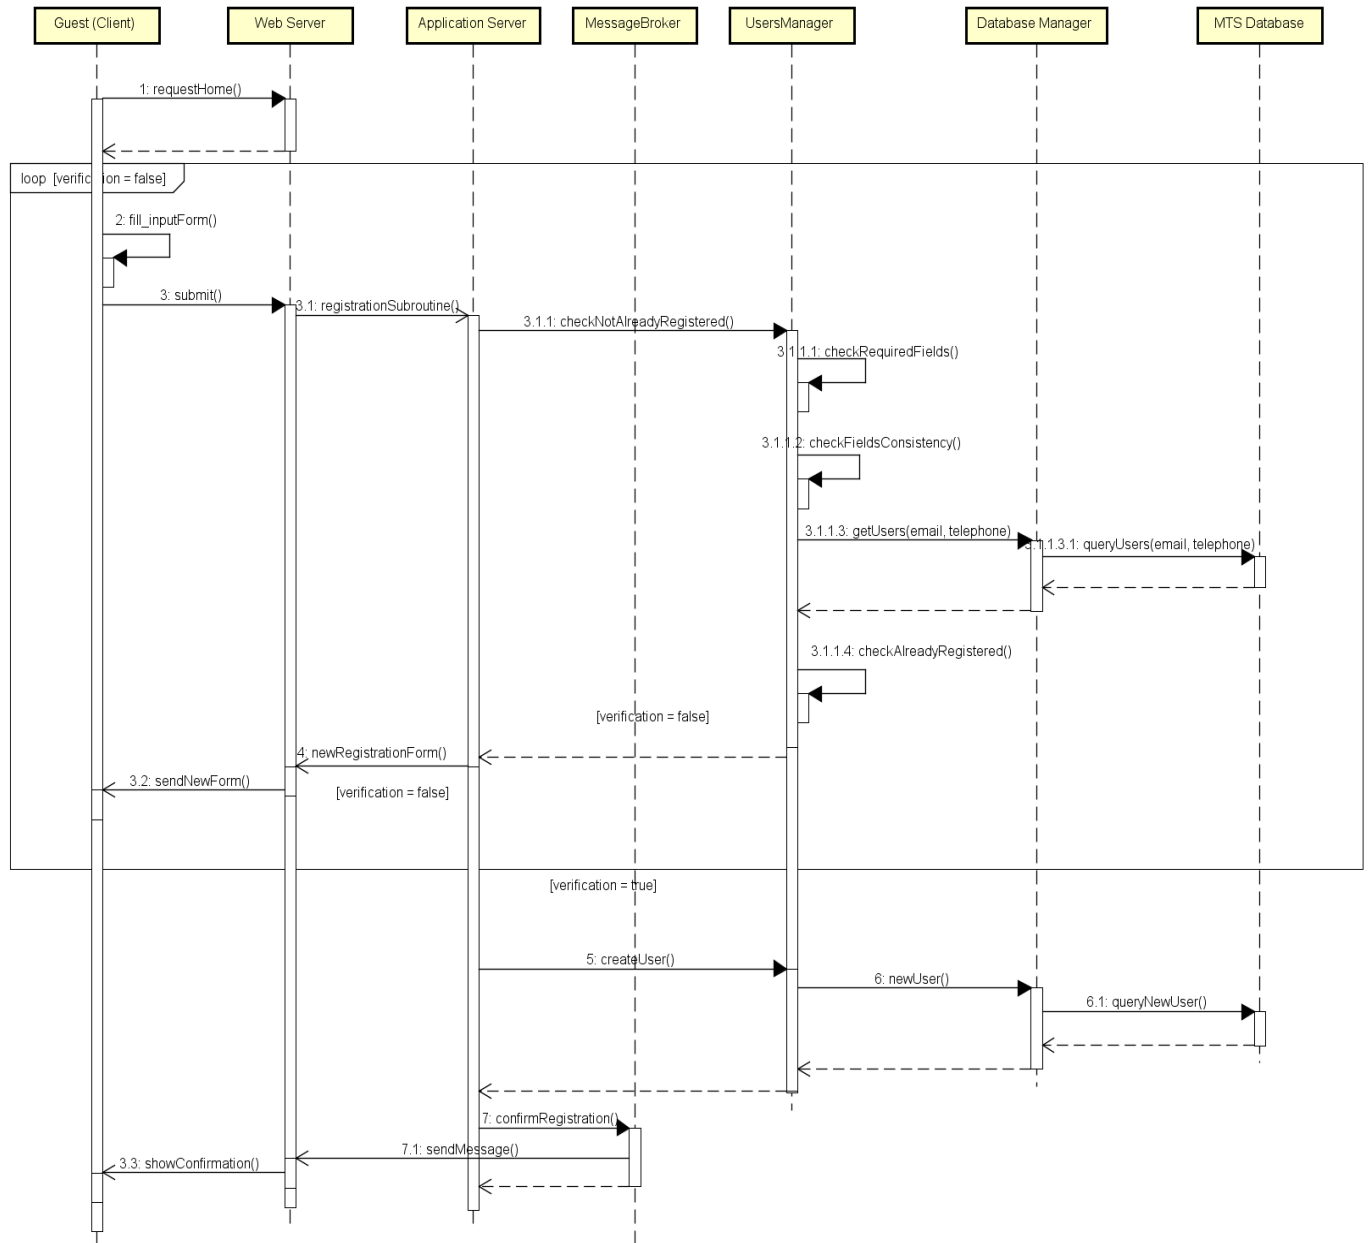 Guest (Client)
Web Server
Application Server
MessageBroker
UsersManager
Database Manager
MTS Database
1: requestHome()
loop [verification = false]
2: fill_inputForm()
3: submit()
3.1: registrationSubroutine()
3.1.1: checkNotAlreadyRegistered()
3.1.1.1: checkRequiredFields()
3.1.1.2: checkFieldsConsistency()
3.1.1.3: getUsers(email, telephone)
3.1.1.3.1: queryUsers(email, telephone)
3.1.1.4: checkAlreadyRegistered()
[verification = false]
4: newRegistrationForm()
3.2: sendNewForm()
[verification = false]
[verification = true]
5: createUser()
6: newUser()
6.1: queryNewUser()
7: confirmRegistration()
7.1: sendMessage()
3.3: showConfirmation()